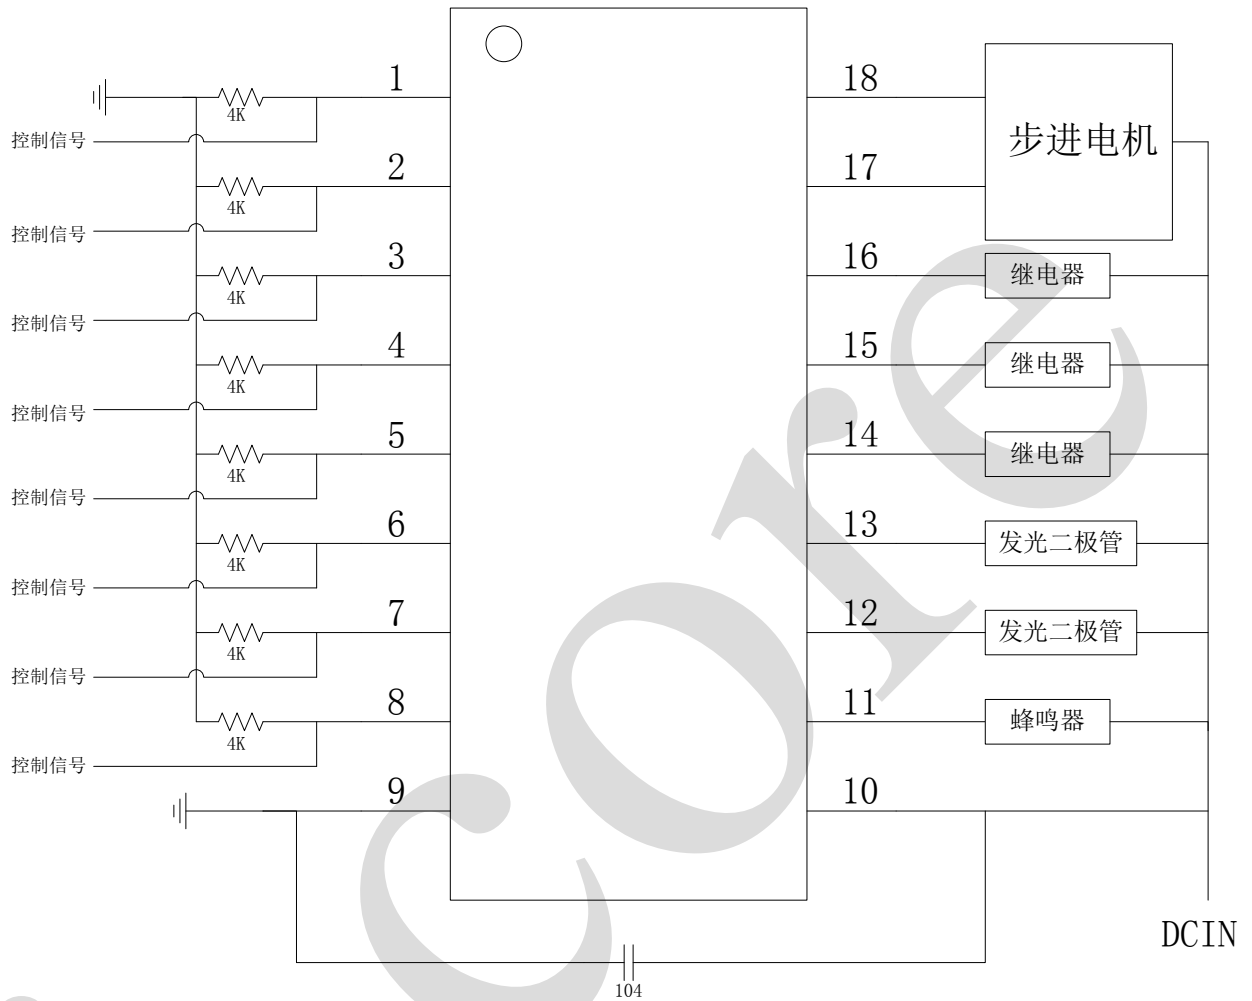 1
4K
控制信号
2
4K
控制信号
3
4K
控制信号
4
4K
控制信号
5
4K
控制信号
6
4K
控制信号
7
4K
控制信号
8
4K
控制信号
9
18
步进电机
17
16
继电器
15
继电器
14
继电器
13
发光二极管
12
发光二极管
11
蜂鸣器
10
DCIN
104
core